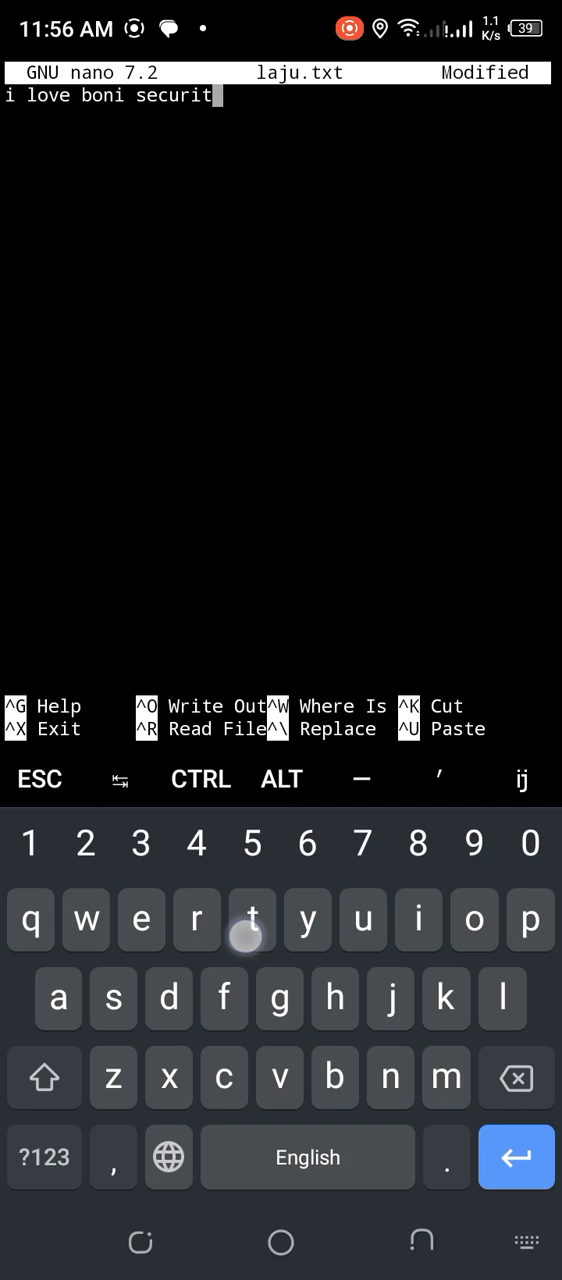 11:56 AM 1.1 K/s 39
GNU nano 7.2 laju.txt Modified
i love boni securit
^G Help ^O Write Out ^W Where Is ^K Cut
^X Exit ^R Read File ^\ Replace ^U Paste
ESC ↹ CTRL ALT — ′ ij
1 2 3 4 5 6 7 8 9 0
q w e r t y u i o p
a s d f g h j k l
z x c v b n m
?123 , English .